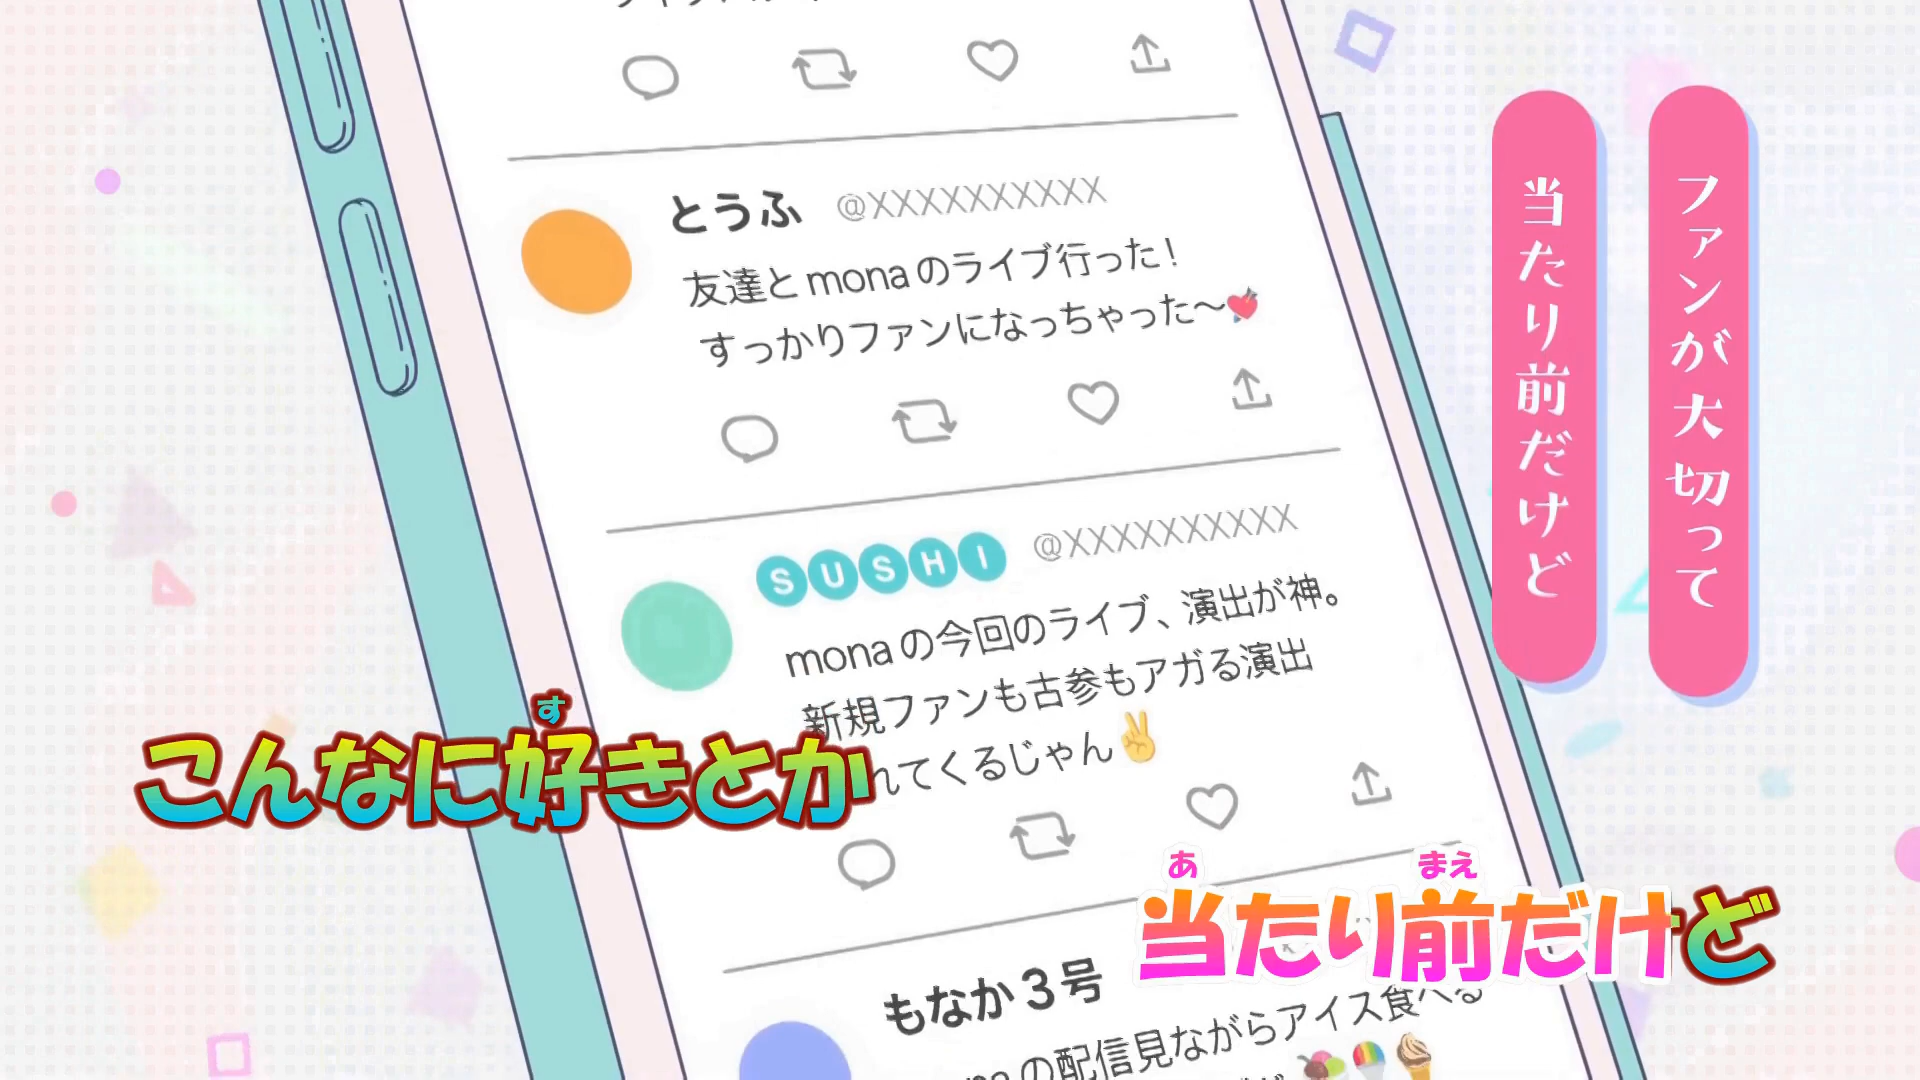 とうふ @XXXXXXXXXX
友達とmonaのライブ行った！
すっかりファンになっちゃった〜💘
SUSHI @XXXXXXXXXX
monaの今回のライブ、演出が神。
新規ファンも古参もアガる演出
れてくるじゃん✌
もなか3号
の配信見ながらアイス食べる
ファンが大切って
当たり前だけど
す
こんなに好きとか
あ まえ
当たり前だけど